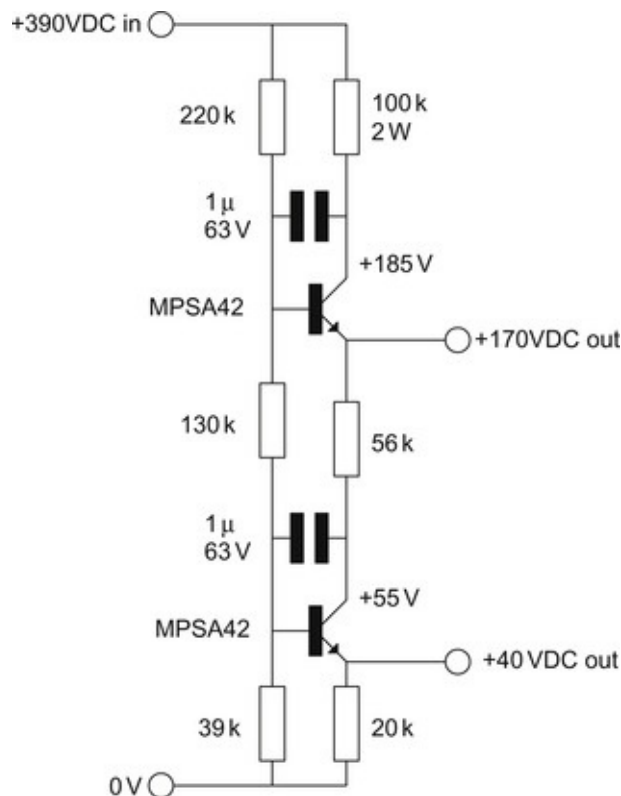 +390VDC in
220k
100k
2W
1µ
63V
+185V
MPSA42
+170VDC out
130k
56k
1µ
63V
+55V
MPSA42
+40VDC out
39k
20k
0V